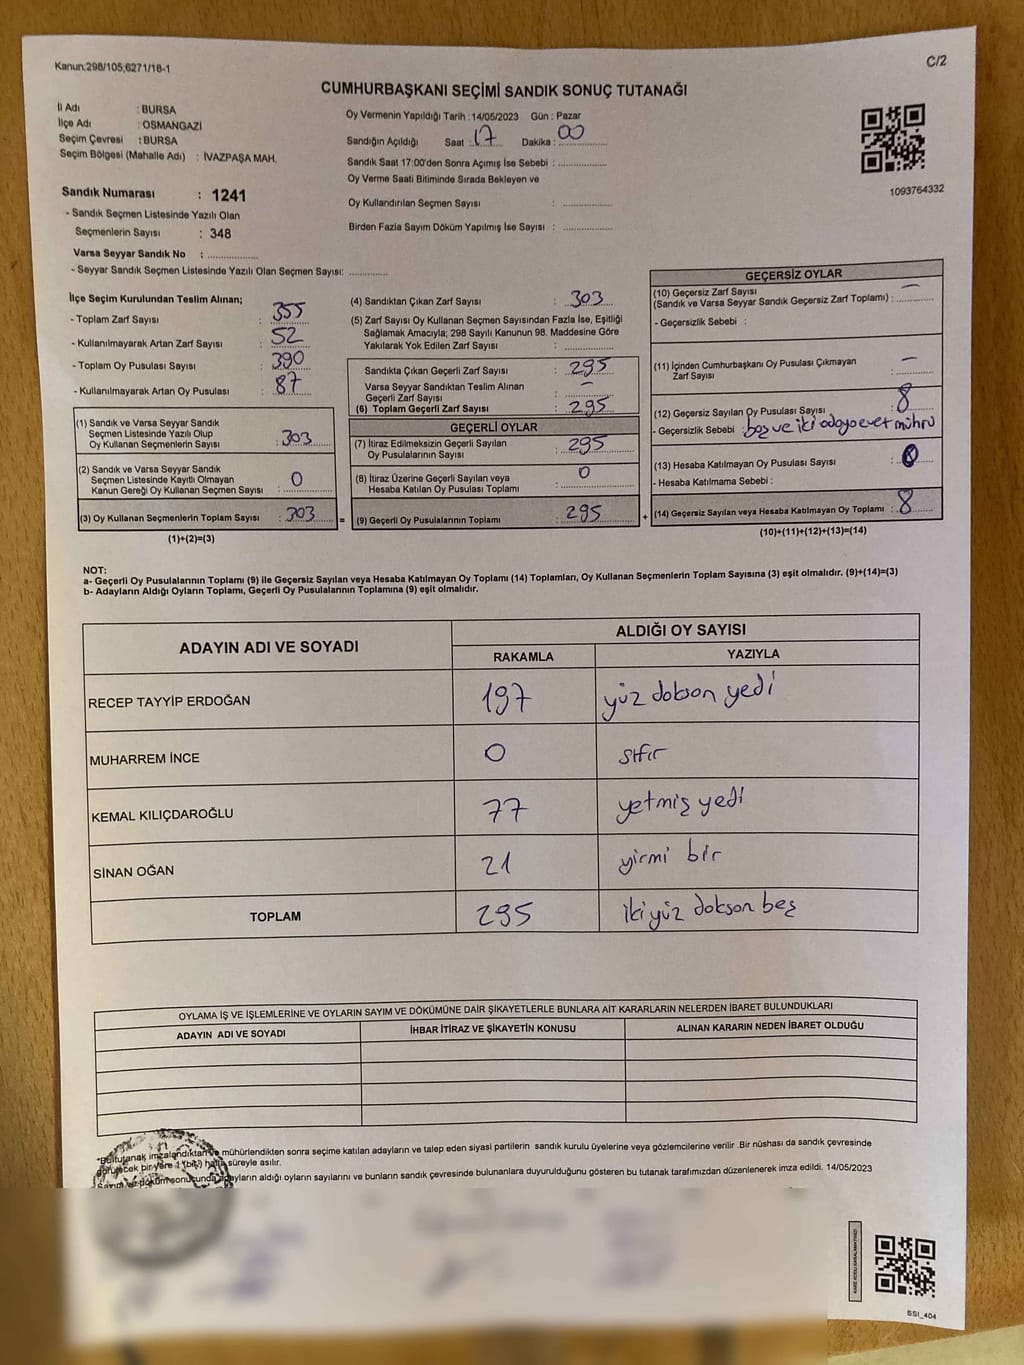 Kanun:298/105;6271/18-1
C/2
CUMHURBAŞKANI SEÇİMİ SANDIK SONUÇ TUTANAĞI
İl Adı : BURSA
İlçe Adı : OSMANGAZİ
Seçim Çevresi : BURSA
Seçim Bölgesi (Mahalle Adı) : İVAZPAŞA MAH.
Sandık Numarası : 1241
- Sandık Seçmen Listesinde Yazılı Olan
Seçmenlerin Sayısı : 348
Varsa Seyyar Sandık No : ...............
- Seyyar Sandık Seçmen Listesinde Yazılı Olan Seçmen Sayısı: ............
Oy Vermenin Yapıldığı Tarih : 14/05/2023 Gün : Pazar
Sandığın Açıldığı Saat 17 Dakika : 00
Sandık Saat 17:00'den Sonra Açımış İse Sebebi : ...............
Oy Verme Saati Bitiminde Sırada Bekleyen ve
Oy Kullandırılan Seçmen Sayısı : ...............
Birden Fazla Sayım Döküm Yapılmış İse Sayısı : ...............
1093764332
İlçe Seçim Kurulundan Teslim Alınan;
- Toplam Zarf Sayısı : 355
- Kullanılmayarak Artan Zarf Sayısı : 52
- Toplam Oy Pusulası Sayısı : 390
- Kullanılmayarak Artan Oy Pusulası : 87
(1) Sandık ve Varsa Seyyar Sandık
Seçmen Listesinde Yazılı Olup
Oy Kullanan Seçmenlerin Sayısı : 303
(2) Sandık ve Varsa Seyyar Sandık
Seçmen Listesinde Kayıtlı Olmayan
Kanun Gereği Oy Kullanan Seçmen Sayısı : 0
(3) Oy Kullanan Seçmenlerin Toplam Sayısı : 303
(1)+(2)=(3)
(4) Sandıktan Çıkan Zarf Sayısı : 303
(5) Zarf Sayısı Oy Kullanan Seçmen Sayısından Fazla İse, Eşitliği
Sağlamak Amacıyla; 298 Sayılı Kanunun 98. Maddesine Göre
Yakılarak Yok Edilen Zarf Sayısı : ...............
Sandıkta Çıkan Geçerli Zarf Sayısı : 295
Varsa Seyyar Sandıktan Teslim Alınan
Geçerli Zarf Sayısı : —
(6) Toplam Geçerli Zarf Sayısı : 295
GEÇERLİ OYLAR
(7) İtiraz Edilmeksizin Geçerli Sayılan
Oy Pusulalarının Sayısı : 295
(8) İtiraz Üzerine Geçerli Sayılan veya
Hesaba Katılan Oy Pusulası Toplamı : 0
= (9) Geçerli Oy Pusulalarının Toplamı : 295
GEÇERSİZ OYLAR
(10) Geçersiz Zarf Sayısı
(Sandık ve Varsa Seyyar Sandık Geçersiz Zarf Toplamı) : —
- Geçersizlik Sebebi :
(11) İçinden Cumhurbaşkanı Oy Pusulası Çıkmayan
Zarf Sayısı : —
(12) Geçersiz Sayılan Oy Pusulası Sayısı : 8
- Geçersizlik Sebebi : boş ve iki adaya evet mührü
(13) Hesaba Katılmayan Oy Pusulası Sayısı :
- Hesaba Katılmama Sebebi :
+ (14) Geçersiz Sayılan veya Hesaba Katılmayan Oy Toplamı : 8
(10)+(11)+(12)+(13)=(14)
NOT:
a- Geçerli Oy Pusulalarının Toplamı (9) ile Geçersiz Sayılan veya Hesaba Katılmayan Oy Toplamı (14) Toplamları, Oy Kullanan Seçmenlerin Toplam Sayısına (3) eşit olmalıdır. (9)+(14)=(3)
b- Adayların Aldığı Oyların Toplamı, Geçerli Oy Pusulalarının Toplamına (9) eşit olmalıdır.
ADAYIN ADI VE SOYADI
ALDIĞI OY SAYISI
RAKAMLA YAZIYLA
RECEP TAYYİP ERDOĞAN 197 yüz dokson yedi
MUHARREM İNCE 0 sıfır
KEMAL KILIÇDAROĞLU 77 yetmiş yedi
SİNAN OĞAN 21 yirmi bir
TOPLAM 295 iki yüz dokson beş
OYLAMA İŞ VE İŞLEMLERİNE VE OYLARIN SAYIM VE DÖKÜMÜNE DAİR ŞİKAYETLERLE BUNLARA AİT KARARLARIN NELERDEN İBARET BULUNDUKLARI
ADAYIN ADI VE SOYADI İHBAR İTİRAZ VE ŞİKAYETİN KONUSU ALINAN KARARIN NEDEN İBARET OLDUĞU
*Bu tutanak imzalandıktan ve mühürlendikten sonra seçime katılan adayların ve talep eden siyasi partilerin sandık kurulu üyelerine veya gözlemcilerine verilir. Bir nüshası da sandık çevresinde
görülecek bir yere 1 (bir) hafta süreyle asılır.
Sayım ve döküm sonucunda adayların aldığı oyların sayılarını ve bunların sandık çevresinde bulunanlara duyurulduğunu gösteren bu tutanak tarafımızdan düzenlenerek imza edildi. 14/05/2023
SSI_404